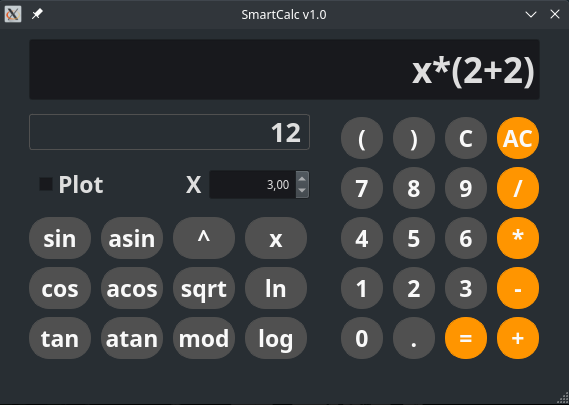 SmartCalc v1.0
x*(2+2)
12
( ) C AC
Plot X 3,00
7 8 9 /
sin asin ^ x
4 5 6 *
cos acos sqrt ln
1 2 3 -
tan atan mod log
0 . = +